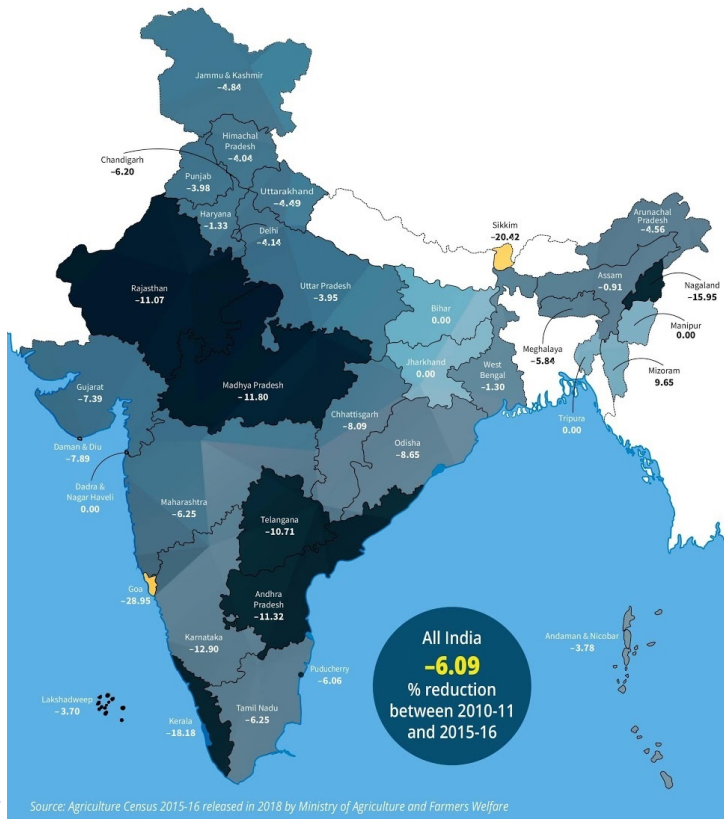 Jammu & Kashmir
–4.84
Himachal
Pradesh
–4.04
Chandigarh
–6.20
Punjab
–3.98
Uttarakhand
–4.49
Haryana
–1.33
Delhi
–4.14
Sikkim
–20.42
Arunachal
Pradesh
–4.56
Rajasthan
–11.07
Uttar Pradesh
–3.95
Assam
–0.91
Nagaland
–15.95
Bihar
0.00
Manipur
0.00
Meghalaya
–5.84
Jharkhand
0.00
West
Bengal
–1.30
Mizoram
9.65
Gujarat
–7.39
Madhya Pradesh
–11.80
Chhattisgarh
–8.09
Tripura
0.00
Daman & Diu
–7.89
Odisha
–8.65
Dadra &
Nagar Haveli
0.00
Maharashtra
–6.25
Telangana
–10.71
Goa
–28.95
Andhra
Pradesh
–11.32
Karnataka
–12.90
All India
–6.09
% reduction
between 2010-11
and 2015-16
Andaman & Nicobar
–3.78
Puducherry
–6.06
Lakshadweep
–3.70
Kerala
–18.18
Tamil Nadu
–6.25
Source: Agriculture Census 2015-16 released in 2018 by Ministry of Agriculture and Farmers Welfare